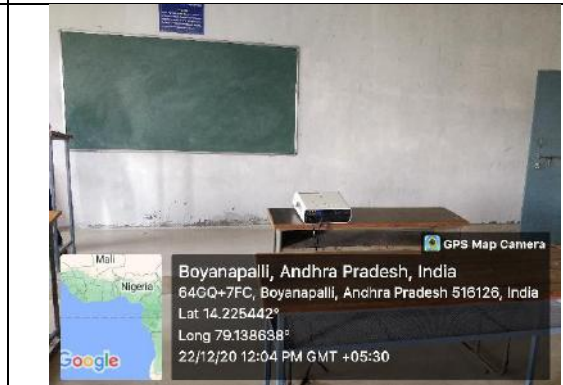 GPS Map Camera
Mali
Nigeria
Google
Boyanapalli, Andhra Pradesh, India
64GQ+7FC, Boyanapalli, Andhra Pradesh 516126, India
Lat 14.225442°
Long 79.138638°
22/12/20 12:04 PM GMT +05:30